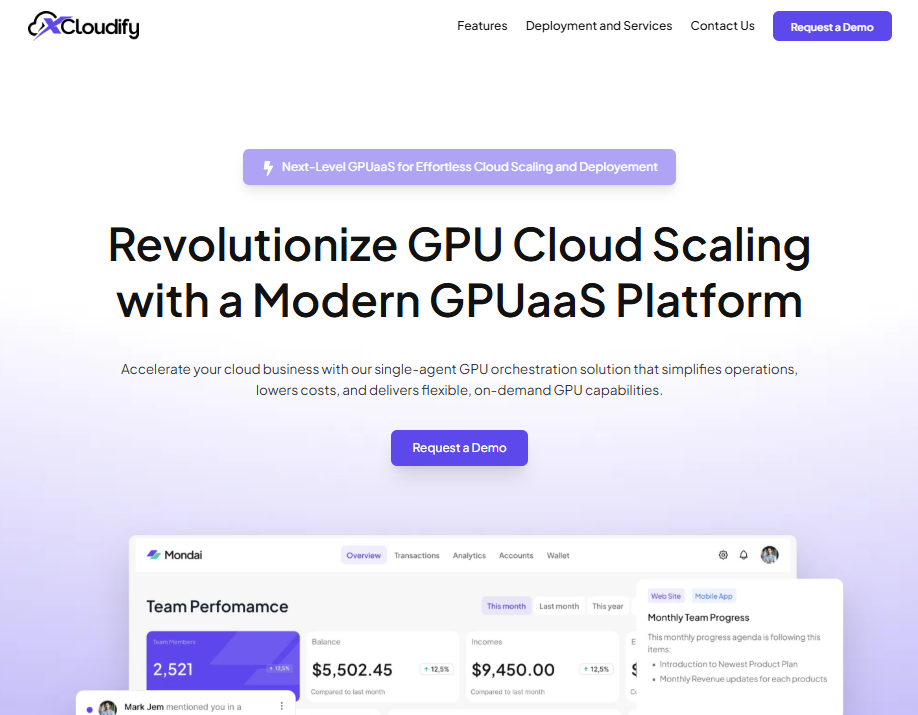 XCloudify
Features Deployment and Services Contact Us Request a Demo
Next-Level GPUaaS for Effortless Cloud Scaling and Deployement
Revolutionize GPU Cloud Scaling
with a Modern GPUaaS Platform
Accelerate your cloud business with our single-agent GPU orchestration solution that simplifies operations,
lowers costs, and delivers flexible, on-demand GPU capabilities.
Request a Demo
Mondai Overview Transactions Analytics Accounts Wallet
Team Perfomamce
This month Last month This year
Team Members
2,521
12,5%
Balance
$5,502.45
12,5%
Compared to last month
Incomes
$9,450.00
12,5%
Compared to last month
E
$
Co
Web Site Mobile App
Monthly Team Progress
This monthly progress agenda is following this
items:
• Introduction to Newest Product Plan
• Monthly Revenue updates for each products
Mark Jem mentioned you in a